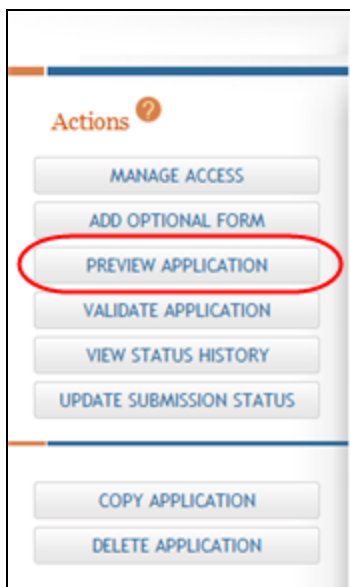 Actions ?
MANAGE ACCESS
ADD OPTIONAL FORM
PREVIEW APPLICATION
VALIDATE APPLICATION
VIEW STATUS HISTORY
UPDATE SUBMISSION STATUS
COPY APPLICATION
DELETE APPLICATION